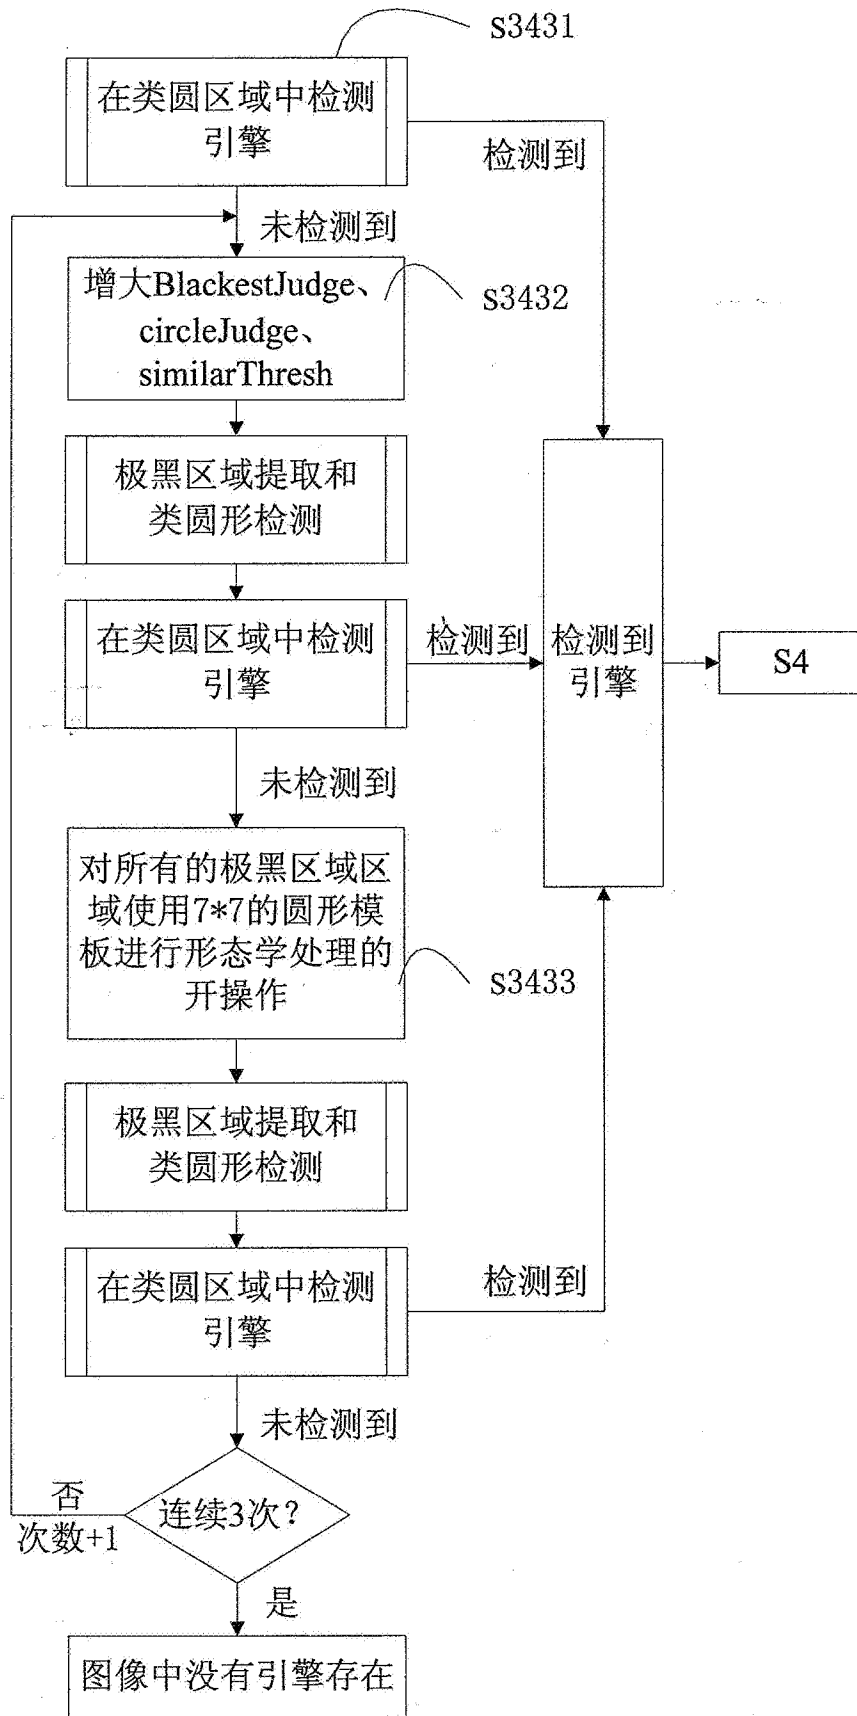 s3431
在类圆区域中检测
引擎
检测到
未检测到
增大BlackestJudge、
circleJudge、
similarThresh
s3432
极黑区域提取和
类圆形检测
在类圆区域中检测
引擎
检测到
检测到
引擎
S4
未检测到
对所有的极黑区域区
域使用7*7的圆形模
板进行形态学处理的
开操作
s3433
极黑区域提取和
类圆形检测
在类圆区域中检测
引擎
检测到
未检测到
连续3次?
否
次数+1
是
图像中没有引擎存在